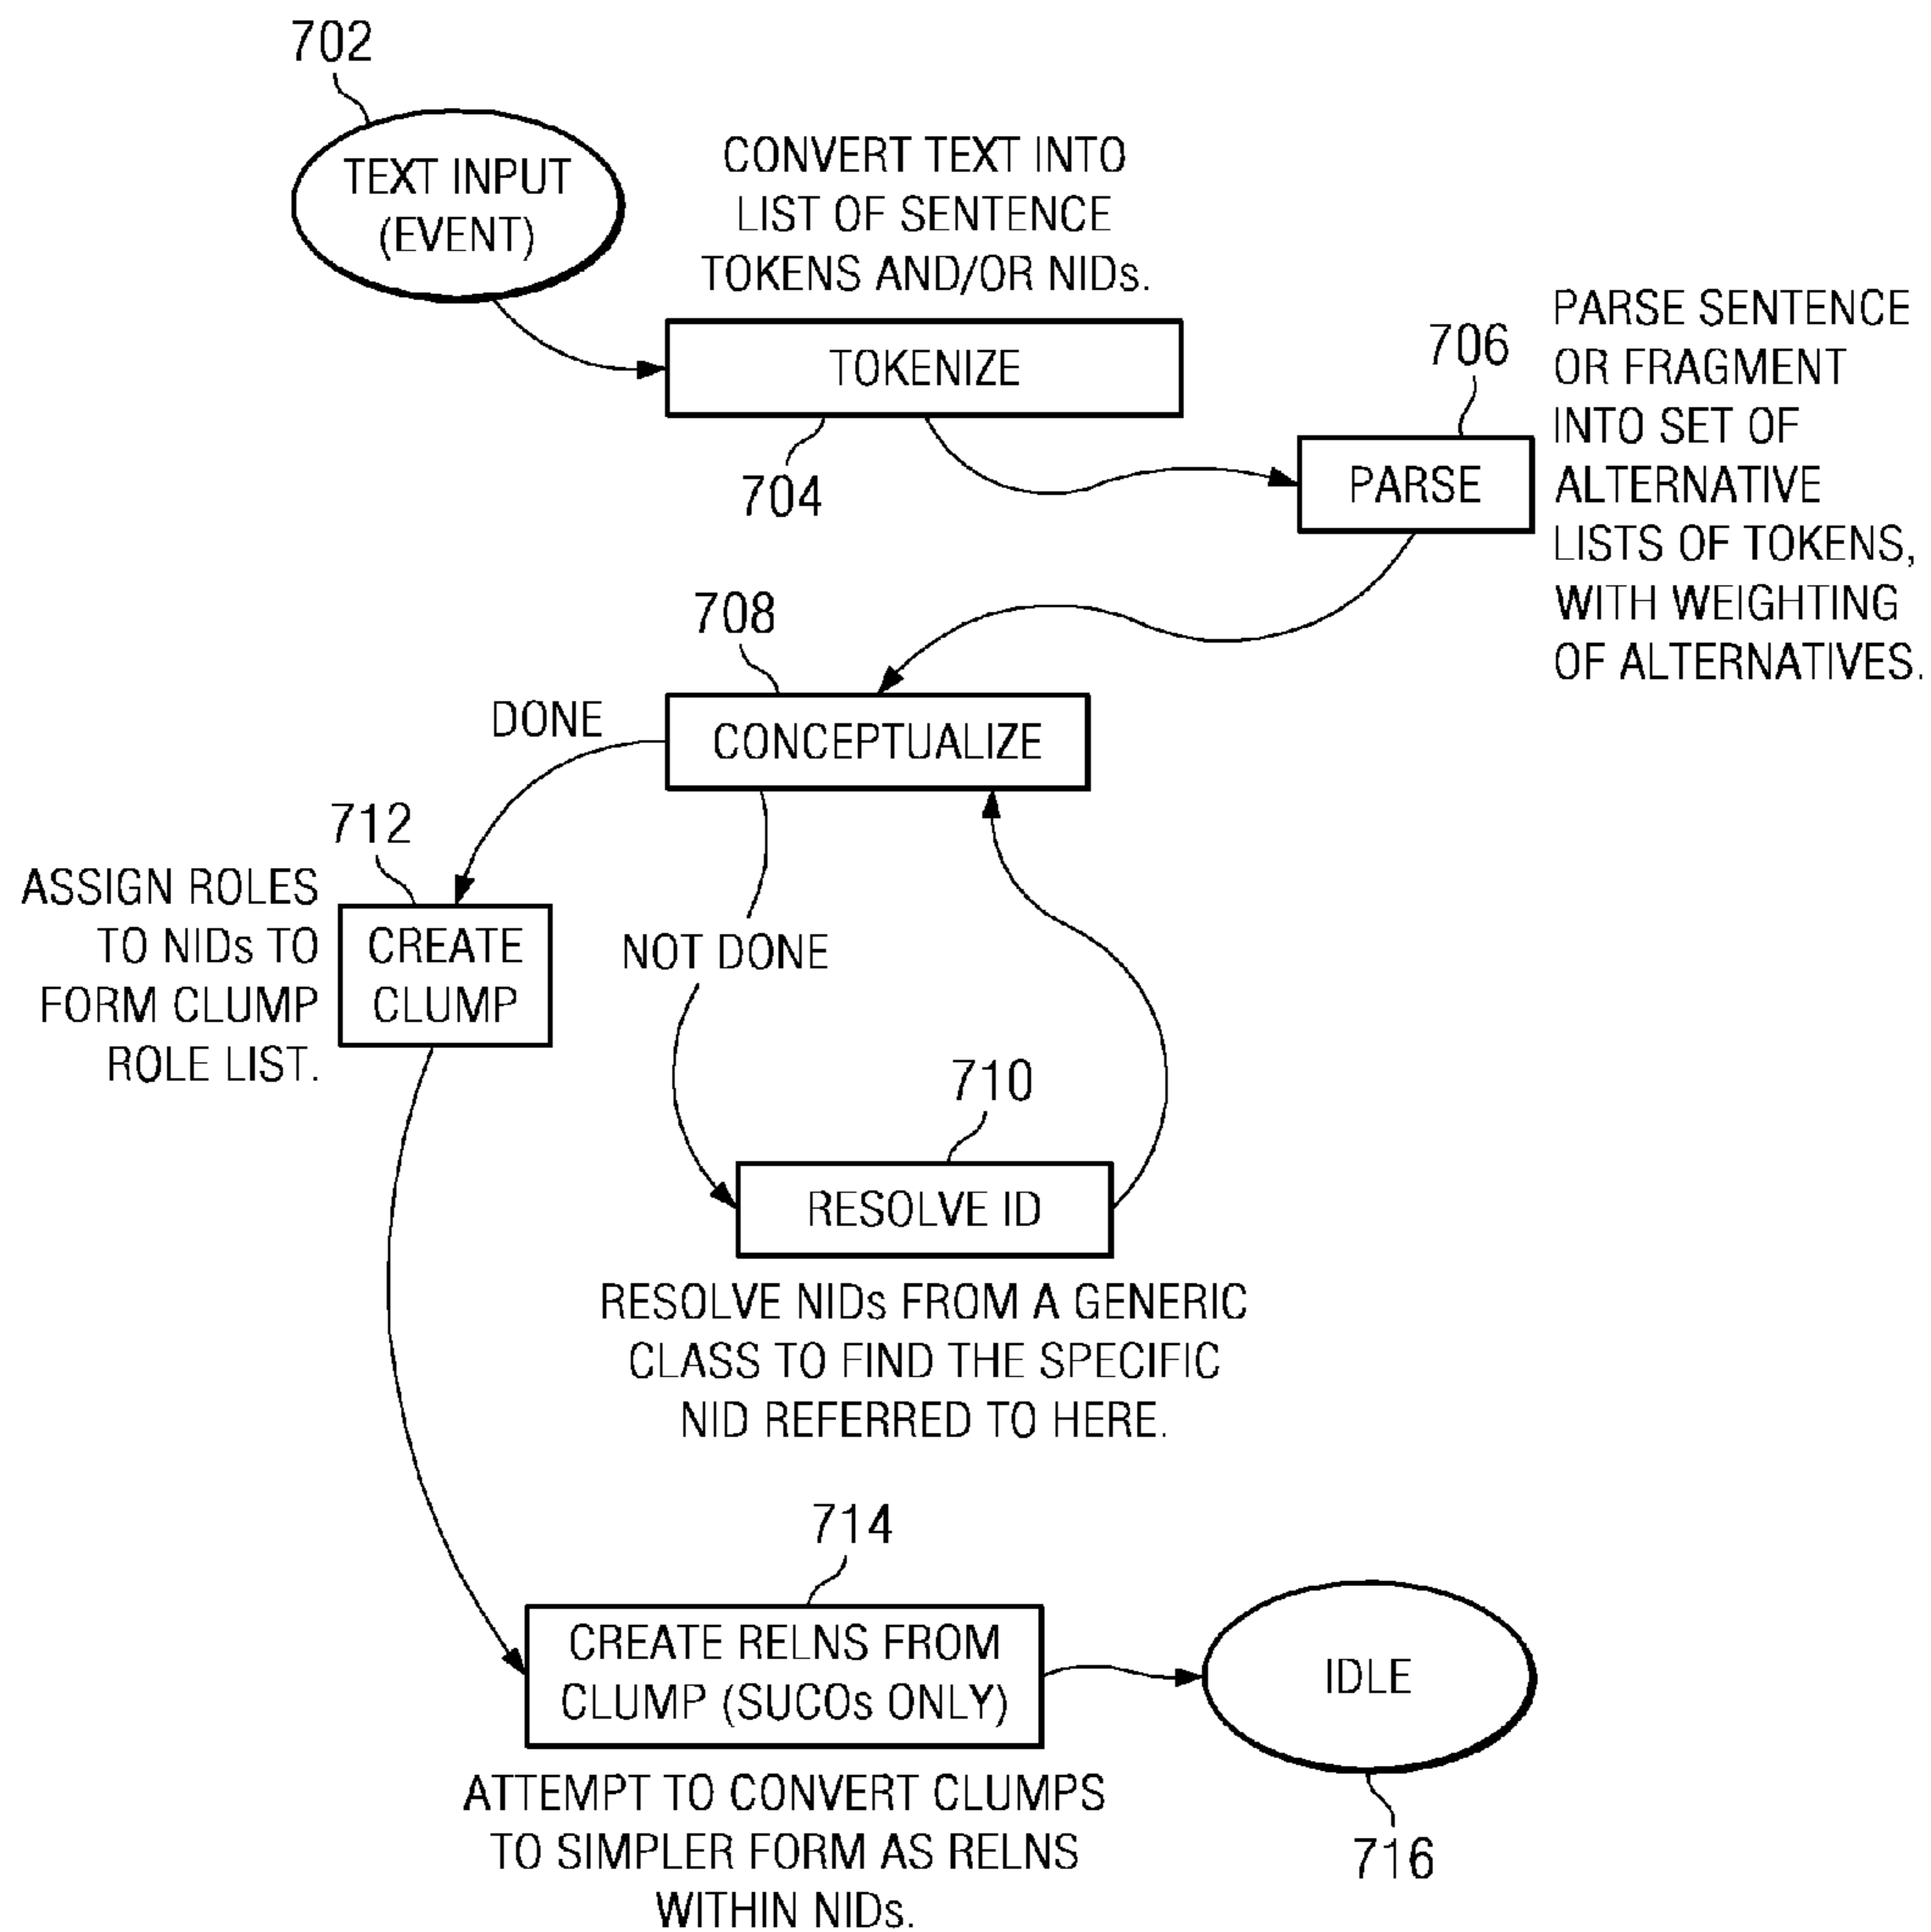 702
TEXT INPUT
(EVENT)
CONVERT TEXT INTO
LIST OF SENTENCE
TOKENS AND/OR NIDs.
TOKENIZE
704
706
PARSE
PARSE SENTENCE
OR FRAGMENT
INTO SET OF
ALTERNATIVE
LISTS OF TOKENS,
WITH WEIGHTING
OF ALTERNATIVES.
708
CONCEPTUALIZE
DONE
712
ASSIGN ROLES
TO NIDs TO
FORM CLUMP
ROLE LIST.
CREATE
CLUMP
NOT DONE
710
RESOLVE ID
RESOLVE NIDs FROM A GENERIC
CLASS TO FIND THE SPECIFIC
NID REFERRED TO HERE.
714
CREATE RELNS FROM
CLUMP (SUCOs ONLY)
ATTEMPT TO CONVERT CLUMPS
TO SIMPLER FORM AS RELNS
WITHIN NIDs.
IDLE
716